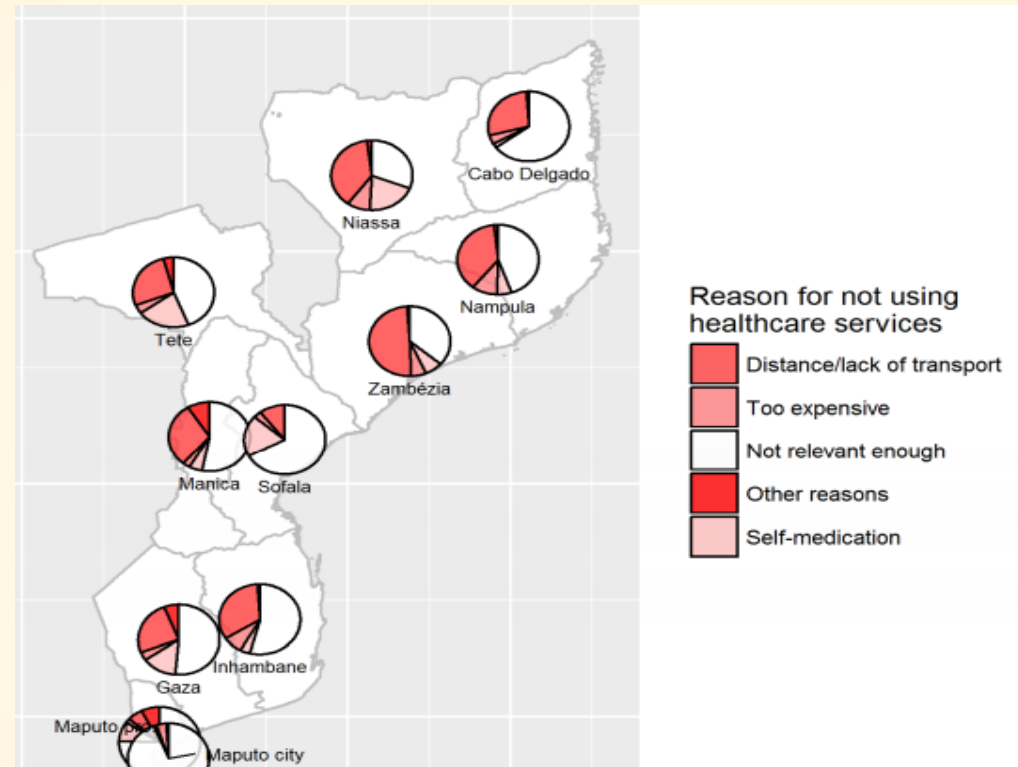 Cabo Delgado
Niassa
Nampula
Tete
Zambézia
Manica
Sofala
Inhambane
Gaza
Maputo
Maputo city
Reason for not using
healthcare services
Distance/lack of transport
Too expensive
Not relevant enough
Other reasons
Self-medication